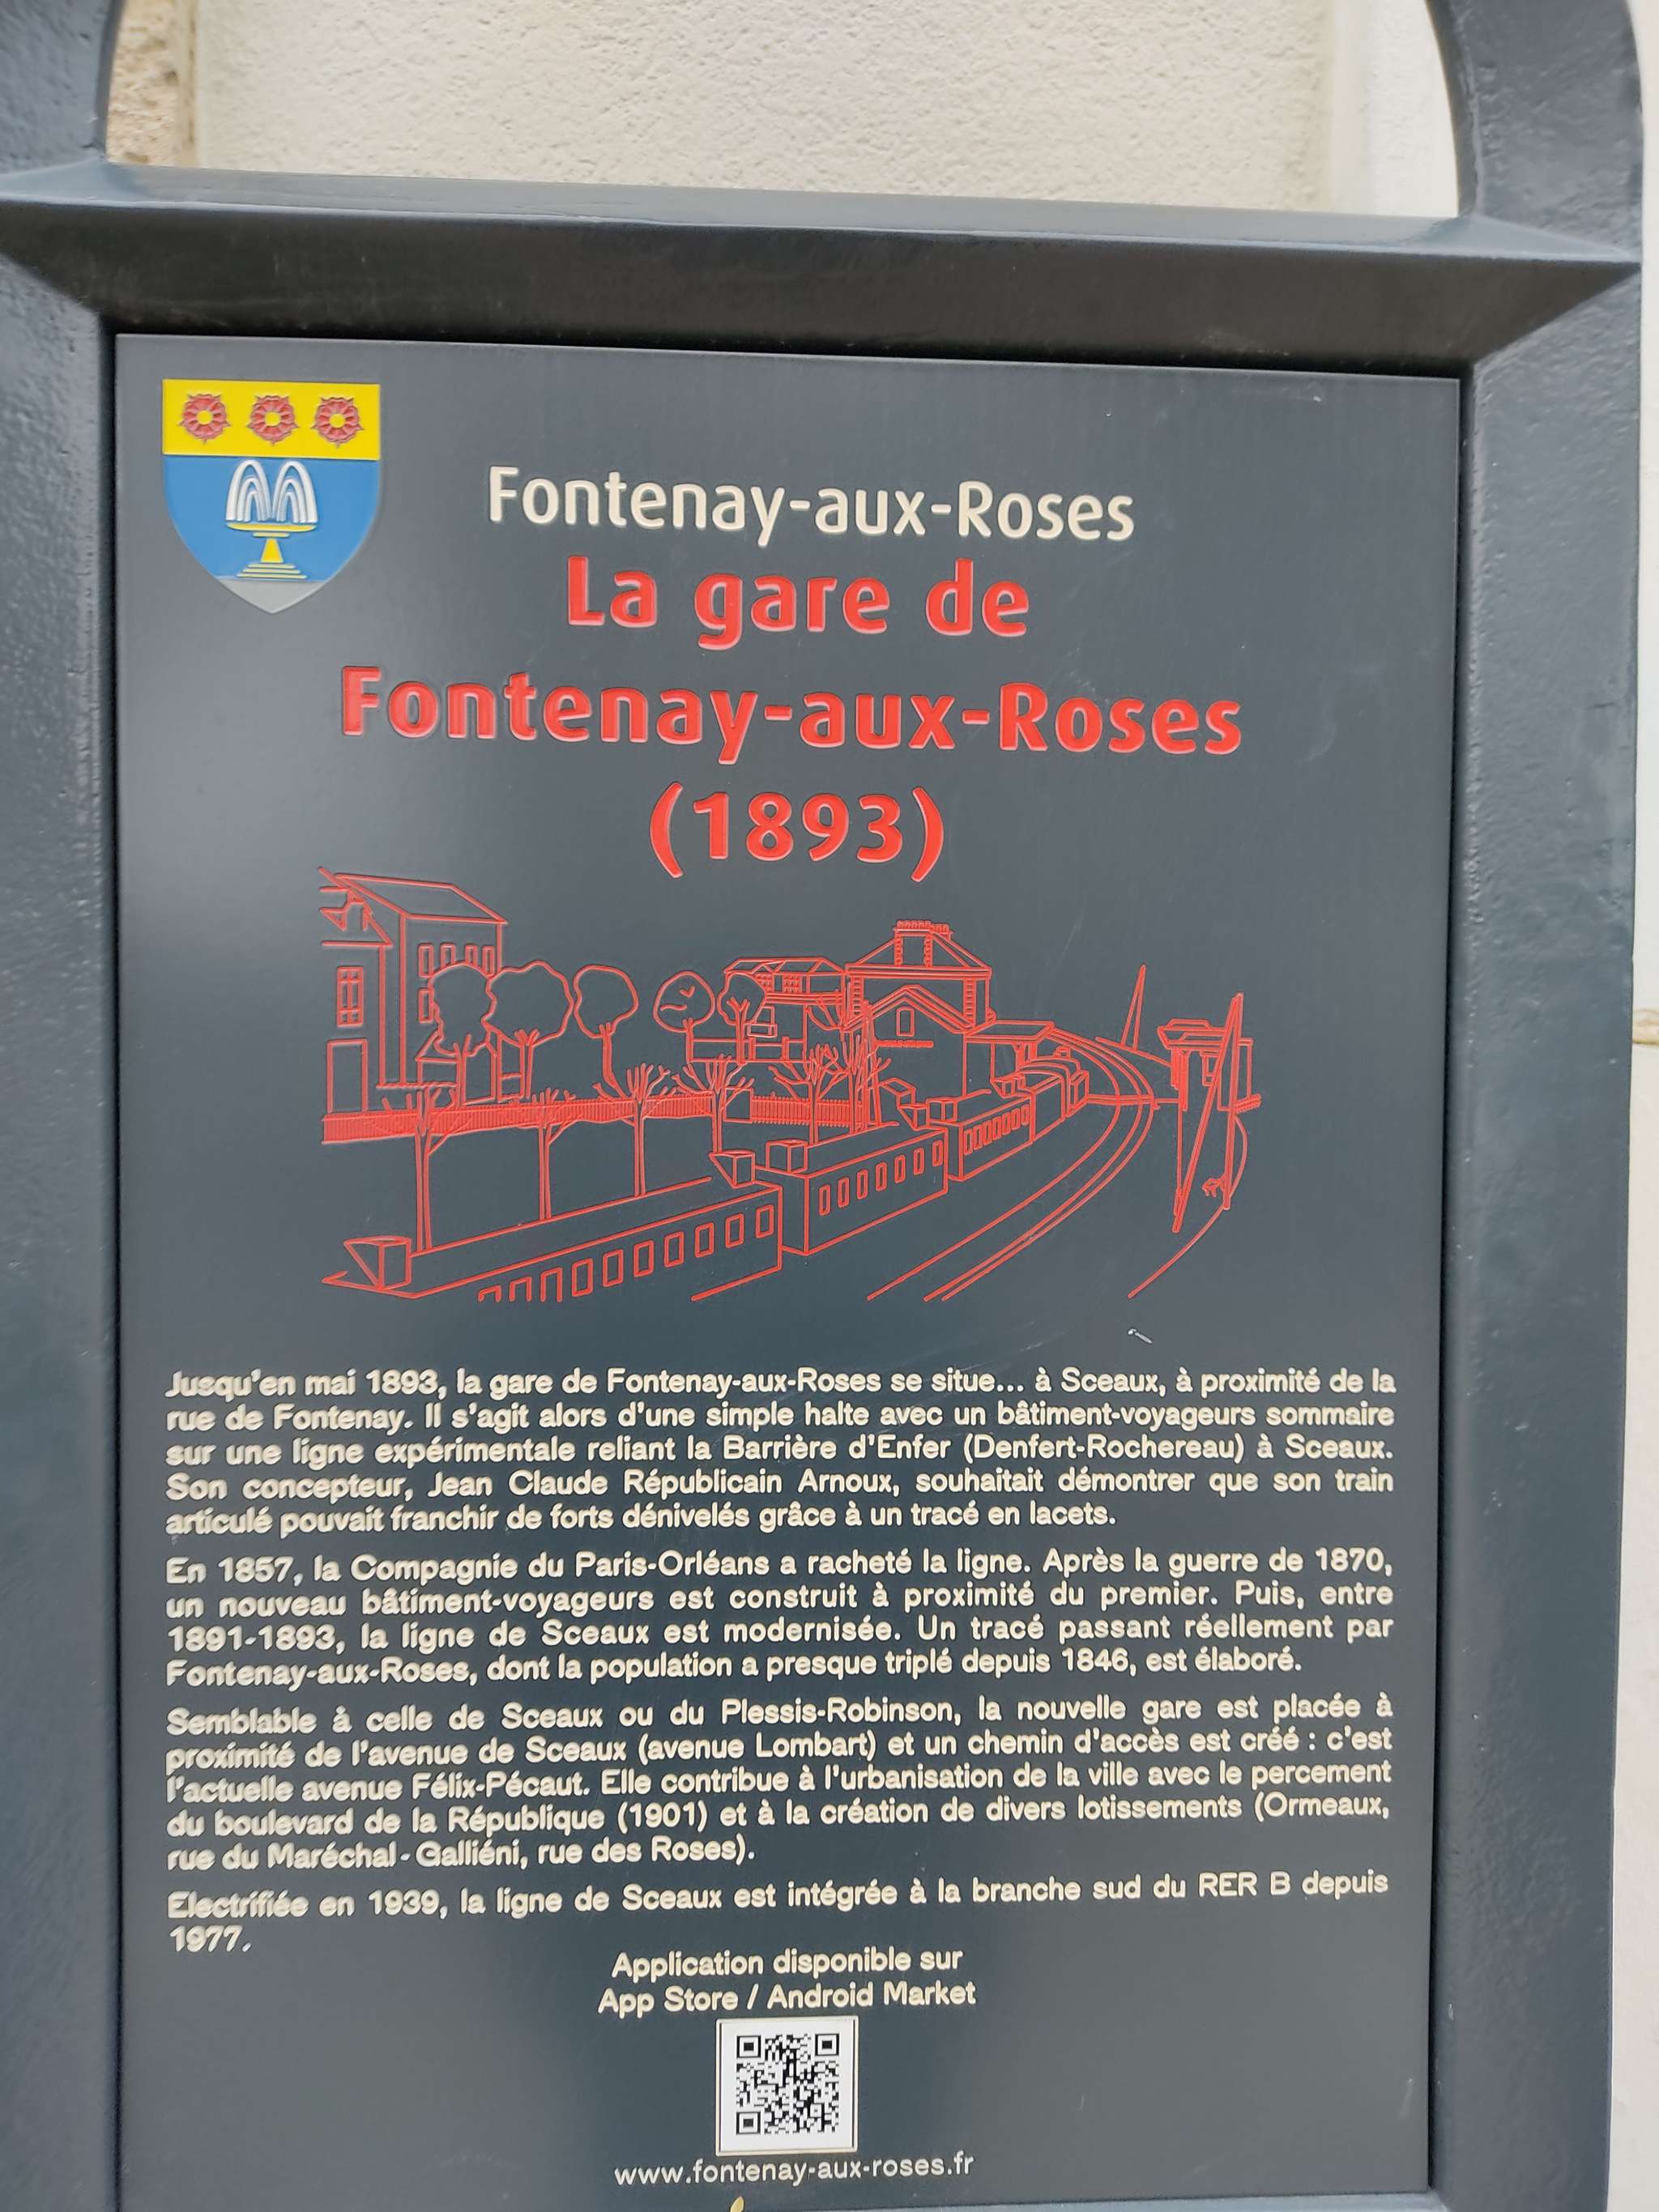 Fontenay-aux-Roses
La gare de
Fontenay-aux-Roses
(1893)
Jusqu'en mai 1893, la gare de Fontenay-aux-Roses se situe... à Sceaux, à proximité de la
rue de Fontenay. Il s'agit alors d'une simple halte avec un bâtiment-voyageurs sommaire
sur une ligne expérimentale reliant la Barrière d'Enfer (Denfert-Rochereau) à Sceaux.
Son concepteur, Jean Claude Républicain Arnoux, souhaitait démontrer que son train
articulé pouvait franchir de forts dénivelés grâce à un tracé en lacets.
En 1857, la Compagnie du Paris-Orléans a racheté la ligne. Après la guerre de 1870,
un nouveau bâtiment-voyageurs est construit à proximité du premier. Puis, entre
1891-1893, la ligne de Sceaux est modernisée. Un tracé passant réellement par
Fontenay-aux-Roses, dont la population a presque triplé depuis 1846, est élaboré.
Semblable à celle de Sceaux ou du Plessis-Robinson, la nouvelle gare est placée à
proximité de l'avenue de Sceaux (avenue Lombart) et un chemin d'accès est créé : c'est
l'actuelle avenue Félix-Pécaut. Elle contribue à l'urbanisation de la ville avec le percement
du boulevard de la République (1901) et à la création de divers lotissements (Ormeaux,
rue du Maréchal-Galliéni, rue des Roses).
Electrifiée en 1939, la ligne de Sceaux est intégrée à la branche sud du RER B depuis
1977.
Application disponible sur
App Store / Android Market
www.fontenay-aux-roses.fr